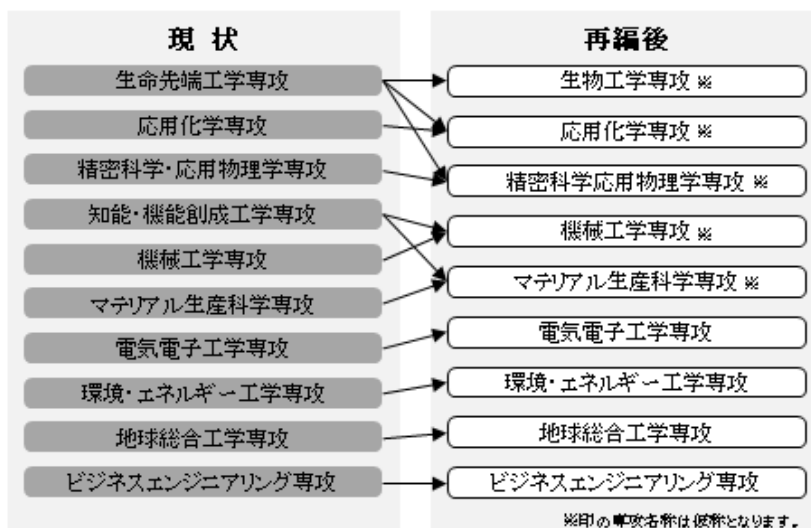 現 状
生命先端工学専攻
応用化学専攻
精密科学・応用物理学専攻
知能・機能創成工学専攻
機械工学専攻
マテリアル生産科学専攻
電気電子工学専攻
環境・エネルギー工学専攻
地球総合工学専攻
ビジネスエンジニアリング専攻
再編後
生物工学専攻 ※
応用化学専攻 ※
精密科学応用物理学専攻 ※
機械工学専攻 ※
マテリアル生産科学専攻 ※
電気電子工学専攻
環境・エネルギー工学専攻
地球総合工学専攻
ビジネスエンジニアリング専攻
※印の専攻名称は仮称となります。